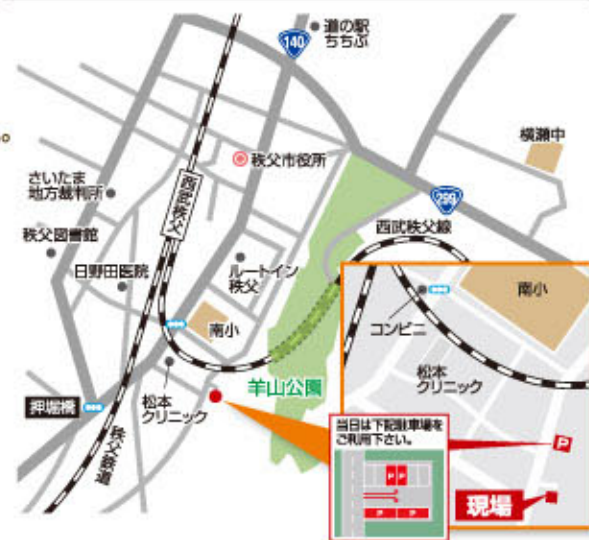 道の駅
ちちぶ
140
横瀬中
秩父市役所
さいたま
地方裁判所
西武秩父
299
西武秩父線
秩父図書館
日野田医院
ルートイン
秩父
南小
南小
コンビニ
松本
クリニック
羊山公園
松本
クリニック
押堀橋
秩父鉄道
当日は下記駐車場を
ご利用下さい。
P
P P
P P
現場